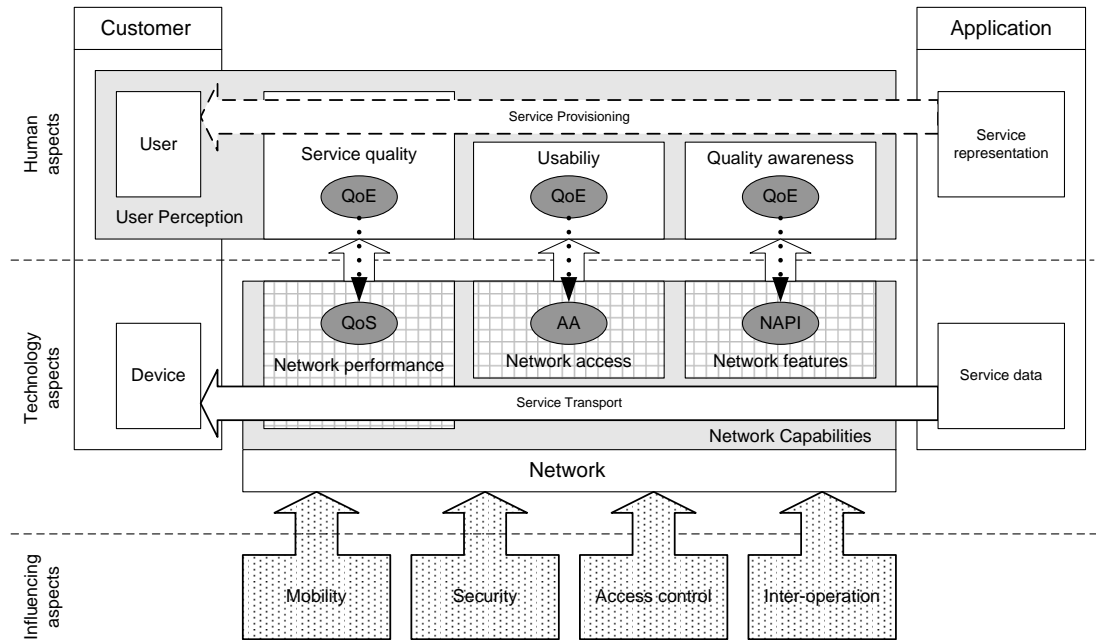 Customer
Application
Human
aspects
User
Service Provisioning
Service
representation
Service quality
Usabiliy
Quality awareness
QoE
QoE
QoE
User Perception
Technology
aspects
QoS
AA
NAPI
Network performance
Network access
Network features
Device
Service Transport
Service data
Network Capabilities
Network
Influencing
aspects
Mobility
Security
Access control
Inter-operation